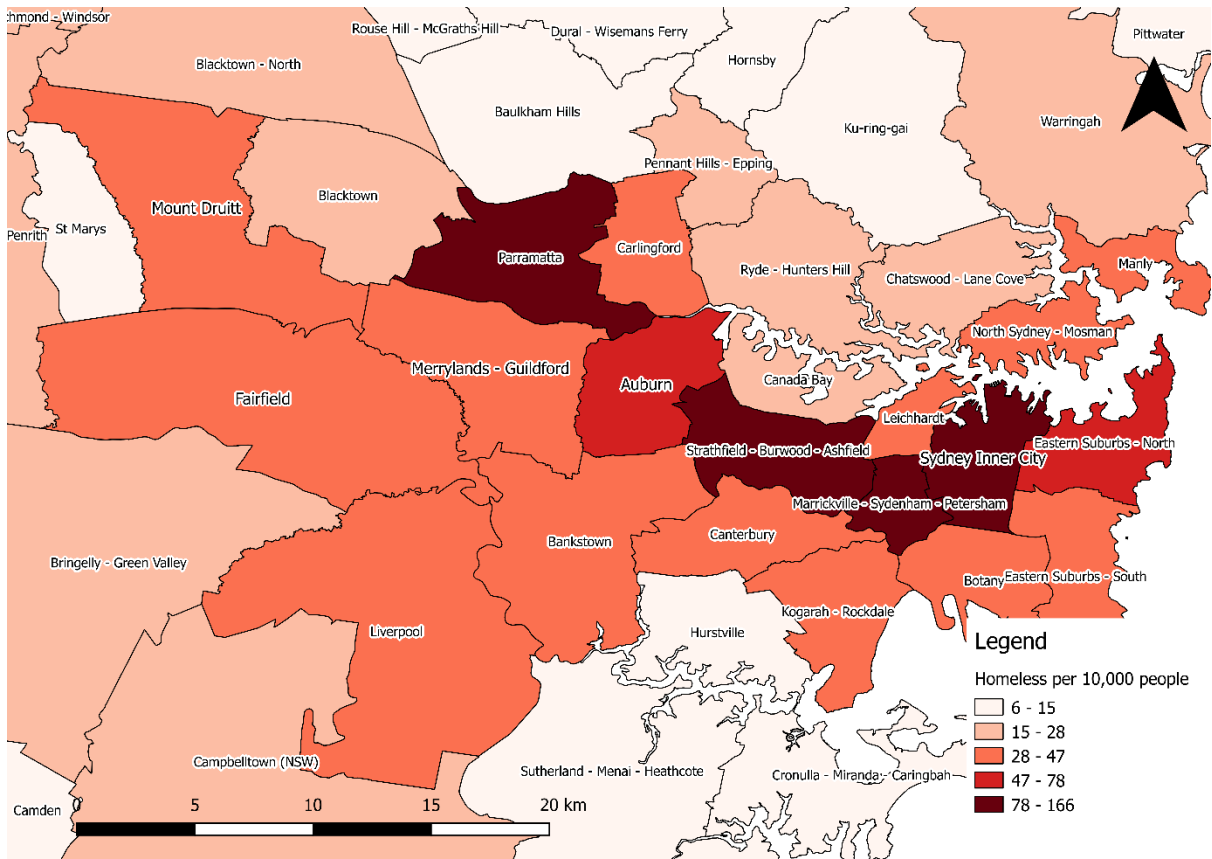 Richmond - Windsor
Rouse Hill - McGraths Hill
Dural - Wisemans Ferry
Pittwater
Blacktown - North
Hornsby
Baulkham Hills
Ku-ring-gai
Warringah
Pennant Hills - Epping
Blacktown
Mount Druitt
St Marys
Penrith
Parramatta
Carlingford
Ryde - Hunters Hill
Chatswood - Lane Cove
Manly
North Sydney - Mosman
Merrylands - Guildford
Auburn
Canada Bay
Fairfield
Leichhardt
Eastern Suburbs - North
Strathfield - Burwood - Ashfield
Sydney Inner City
Marrickville - Sydenham - Petersham
Bankstown
Canterbury
Bringelly - Green Valley
Botany
Eastern Suburbs - South
Kogarah - Rockdale
Liverpool
Hurstville
Campbelltown (NSW)
Sutherland - Menai - Heathcote
Cronulla - Miranda - Caringbah
Camden
0 5 10 15 20 km
Legend
Homeless per 10,000 people
6 - 15
15 - 28
28 - 47
47 - 78
78 - 166